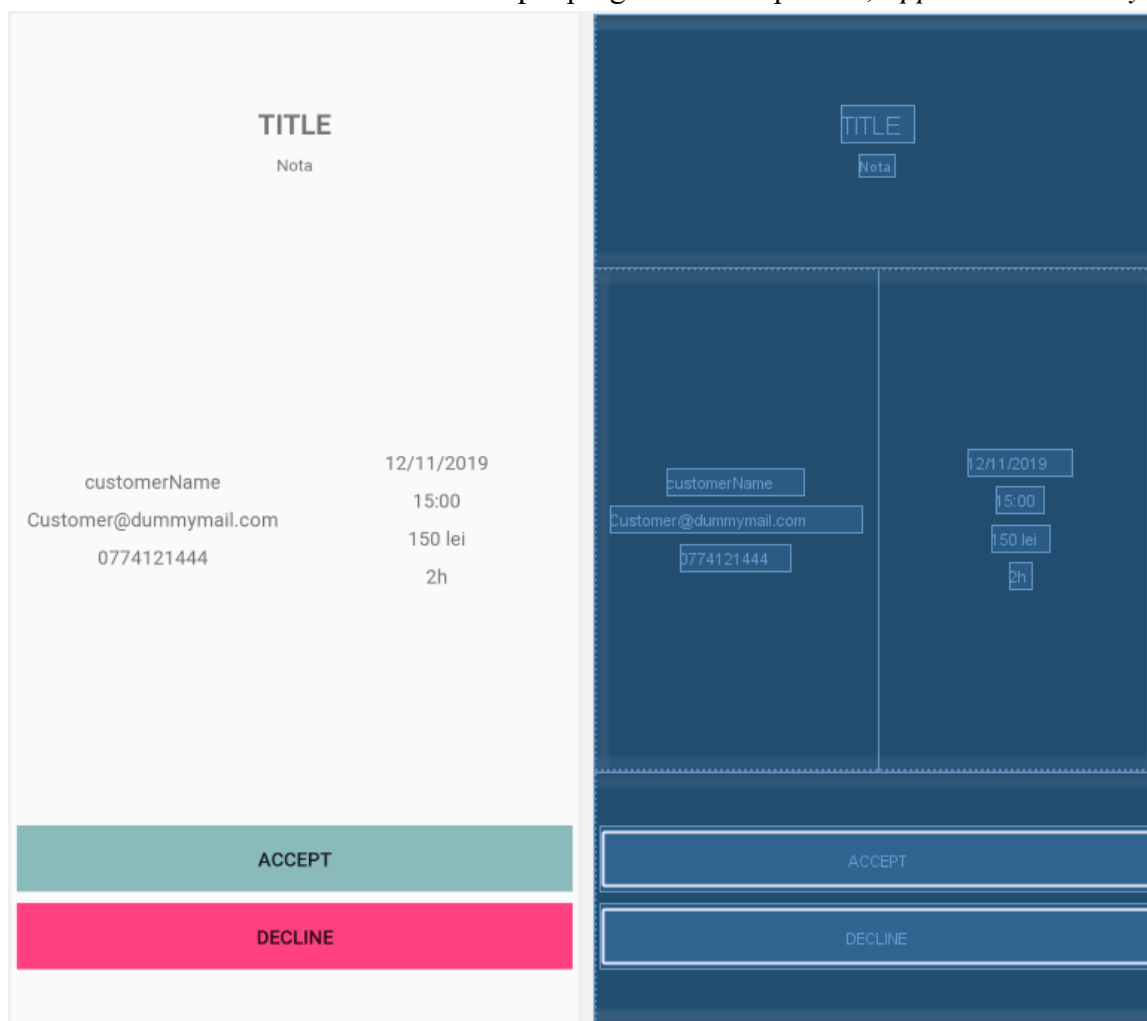 TITLE
Nota
customerName
Customer@dummymail.com
0774121444
12/11/2019
15:00
150 lei
2h
ACCEPT
DECLINE
TITLE
Nota
customerName
Customer@dummymail.com
0774121444
12/11/2019
15:00
150 lei
2h
ACCEPT
DECLINE